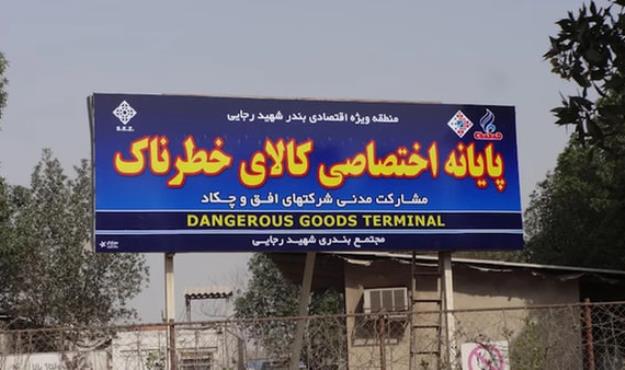 منطقه ویژه اقتصادی بندر شهید رجایی
S.E.Z.
پایانه اختصاصی کالای خطرناک
مشارکت مدنی شرکتهای افق و چکاد
DANGEROUS GOODS TERMINAL
مجتمع بندری شهید رجایی